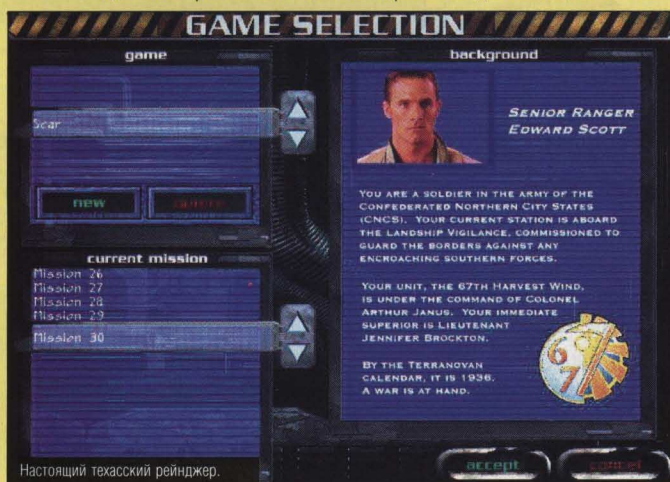 GAME SELECTION
game
Scar
new
delete
current mission
Mission 26
Mission 27
Mission 28
Mission 29
Mission 30
background
SENIOR RANGER
EDWARD SCOTT
YOU ARE A SOLDIER IN THE ARMY OF THE
CONFEDERATED NORTHERN CITY STATES
(CNCS). YOUR CURRENT STATION IS ABOARD
THE LANDSHIP VIGILANCE, COMMISSIONED TO
GUARD THE BORDERS AGAINST ANY
ENCROACHING SOUTHERN FORCES.
YOUR UNIT, THE 67TH HARVEST WIND,
IS UNDER THE COMMAND OF COLONEL
ARTHUR JANUS. YOUR IMMEDIATE
SUPERIOR IS LIEUTENANT
JENNIFER BROCKTON.
BY THE TERRANOVAN
CALENDAR, IT IS 1936.
A WAR IS AT HAND.
67
accept
cancel
Настоящий техасский рейнджер.